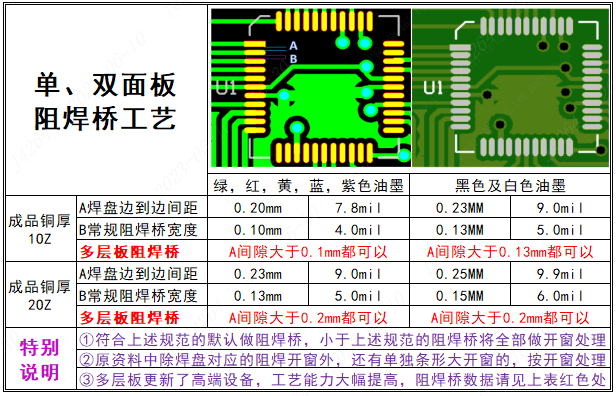 单、双面板
阻焊桥工艺
U1
A
B
U1
绿，红，黄，蓝，紫色油墨
黑色及白色油墨
成品铜厚
1OZ
A焊盘边到边间距
0.20mm
7.8mil
0.23MM
9.0mil
B常规阻焊桥宽度
0.10mm
4.0mil
0.13MM
5.0mil
多层板阻焊桥
A间隙大于0.1mm都可以
A间隙大于0.13mm都可以
成品铜厚
2OZ
A焊盘边到边间距
0.23mm
9.0mil
0.25MM
9.9mil
B常规阻焊桥宽度
0.13mm
5.0mil
0.15MM
6.0mil
多层板阻焊桥
A间隙大于0.2mm都可以
A间隙大于0.2mm都可以
特别
说明
①符合上述规范的默认做阻焊桥，小于上述规范的阻焊桥将全部做开窗处理
②原资料中除焊盘对应的阻焊开窗外，还有单独条形大开窗的，按开窗处理
③多层板更新了高端设备，工艺能力大幅提高，阻焊桥数据请见上表红色处